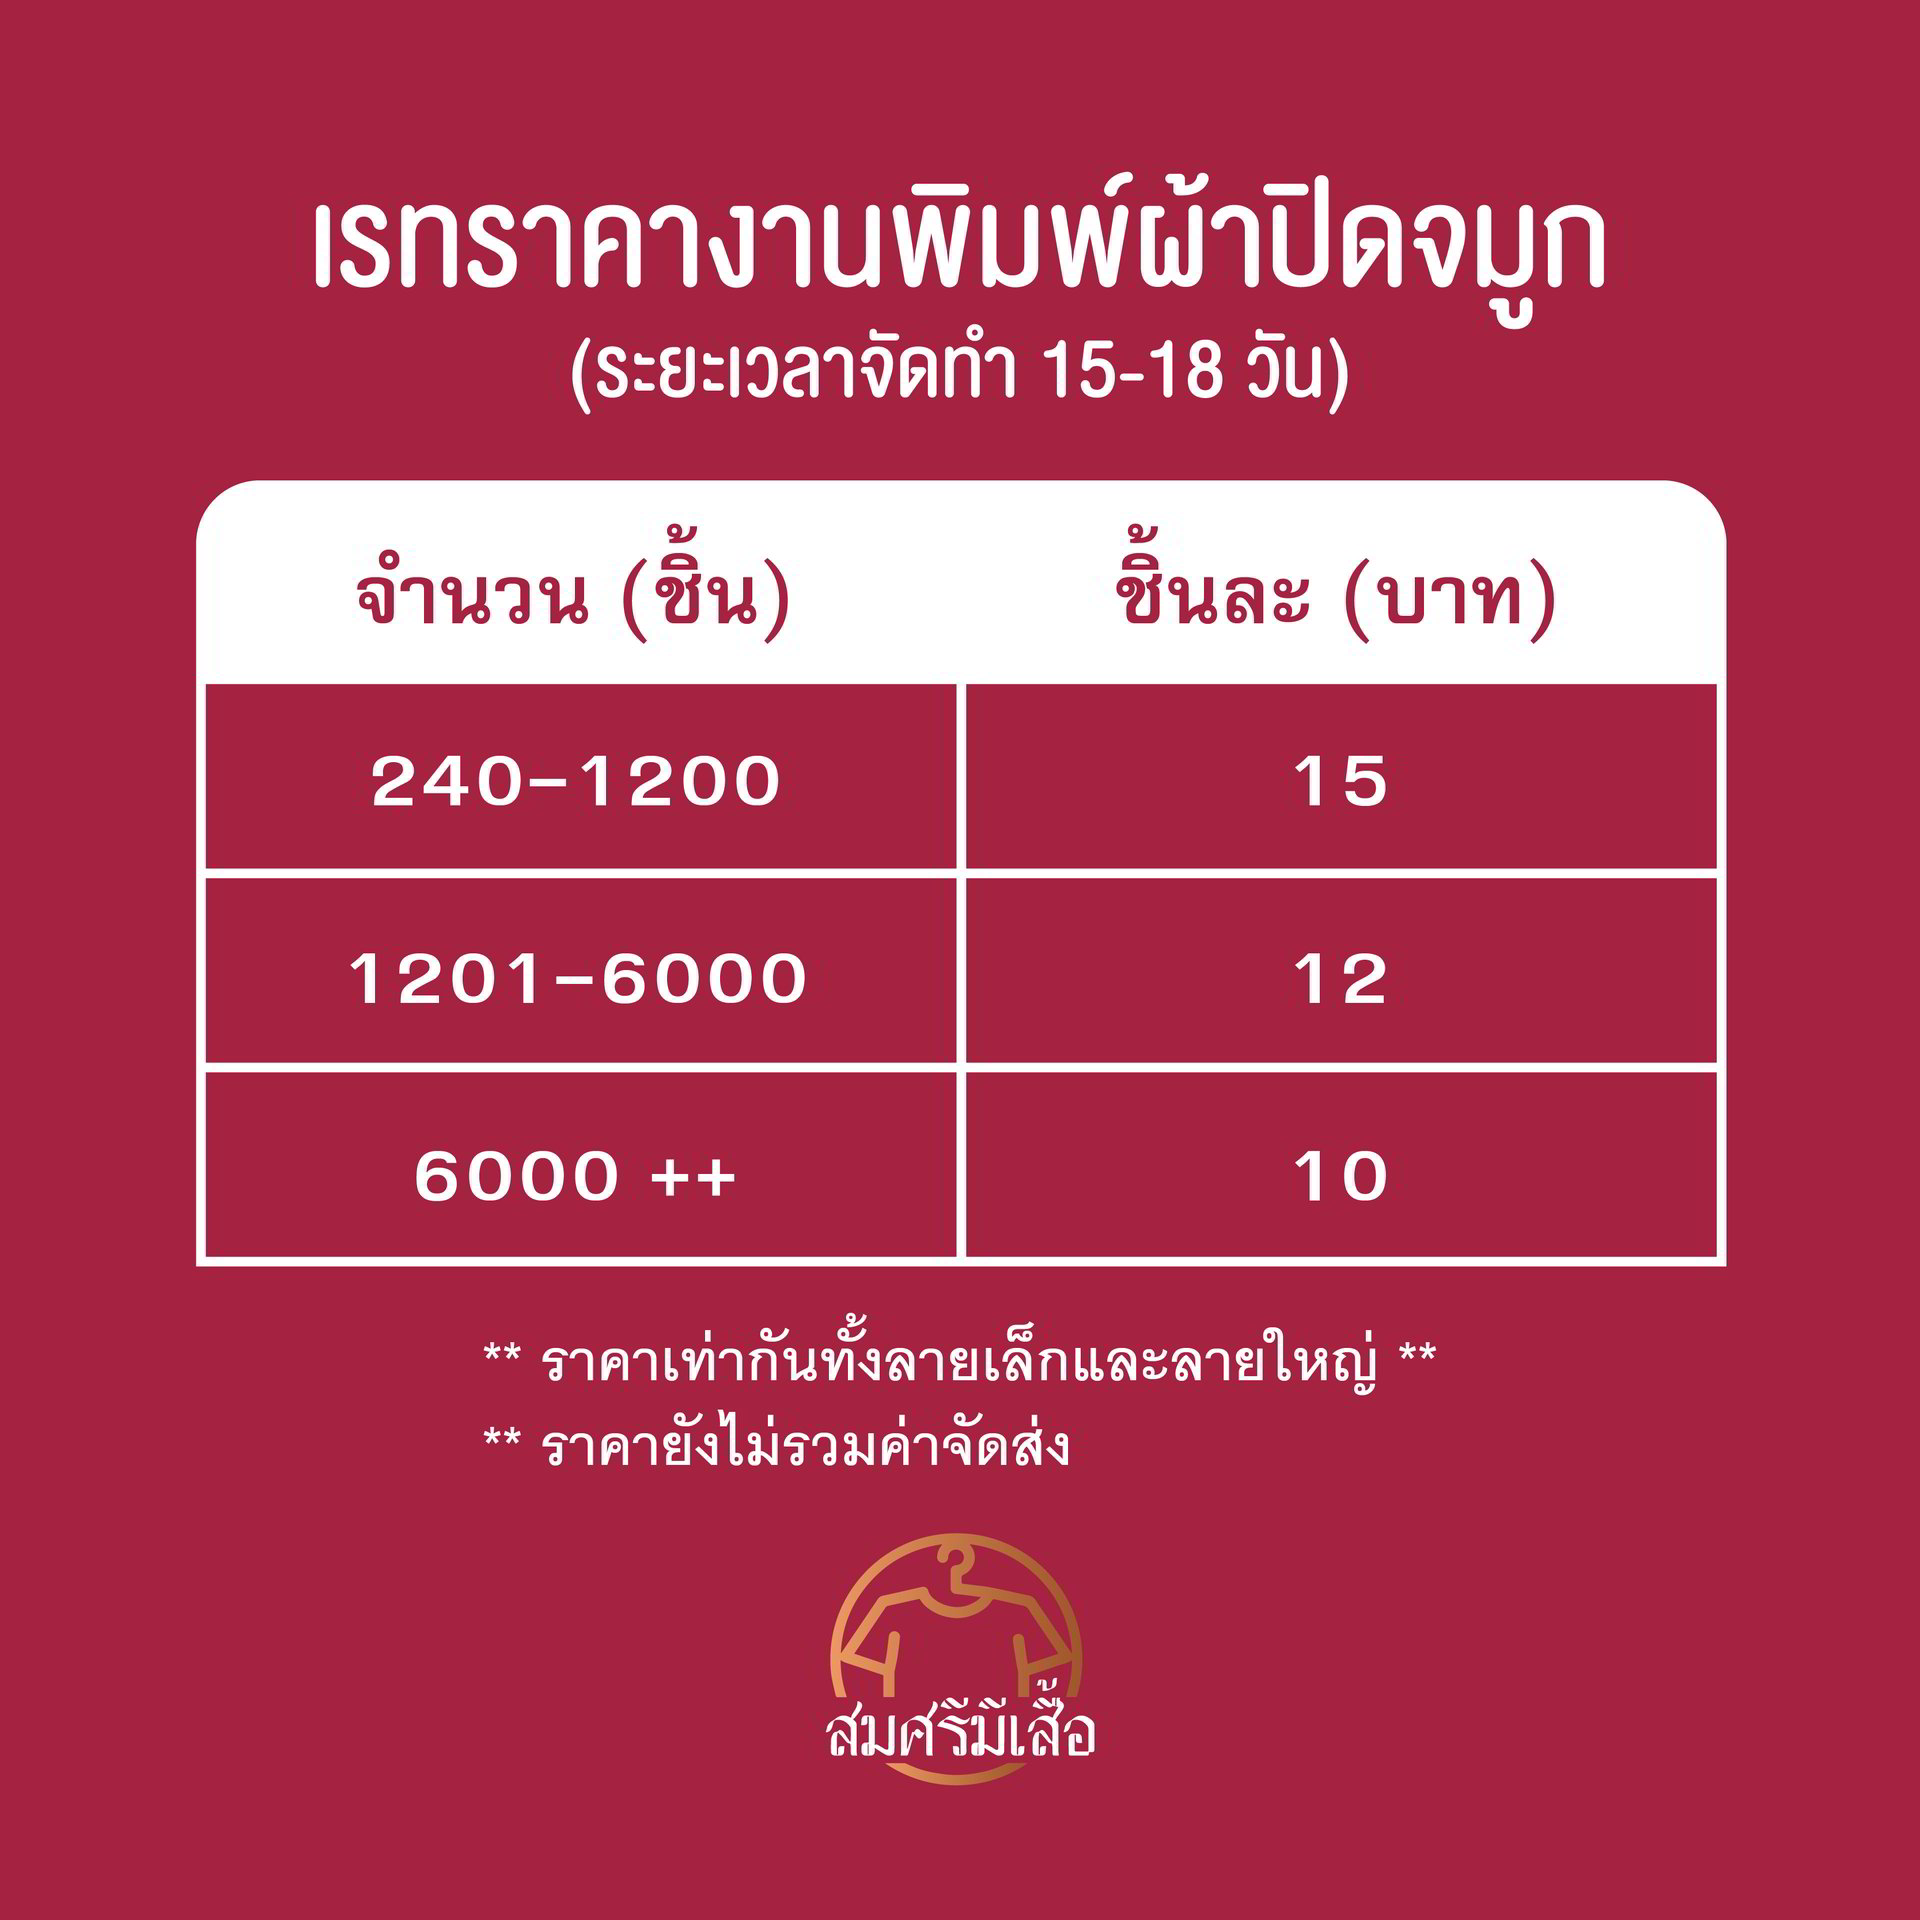 เรทราคางานพิมพ์ผ้าปิดจมูก
(ระยะเวลาจัดทำ 15-18 วัน)
จำนวน (ชิ้น) ชิ้นละ (บาท)
240-1200 15
1201-6000 12
6000 ++ 10
** ราคาเท่ากันทั้งลายเล็กและลายใหญ่ **
** ราคายังไม่รวมค่าจัดส่ง
สมศรีมีเสื้อ